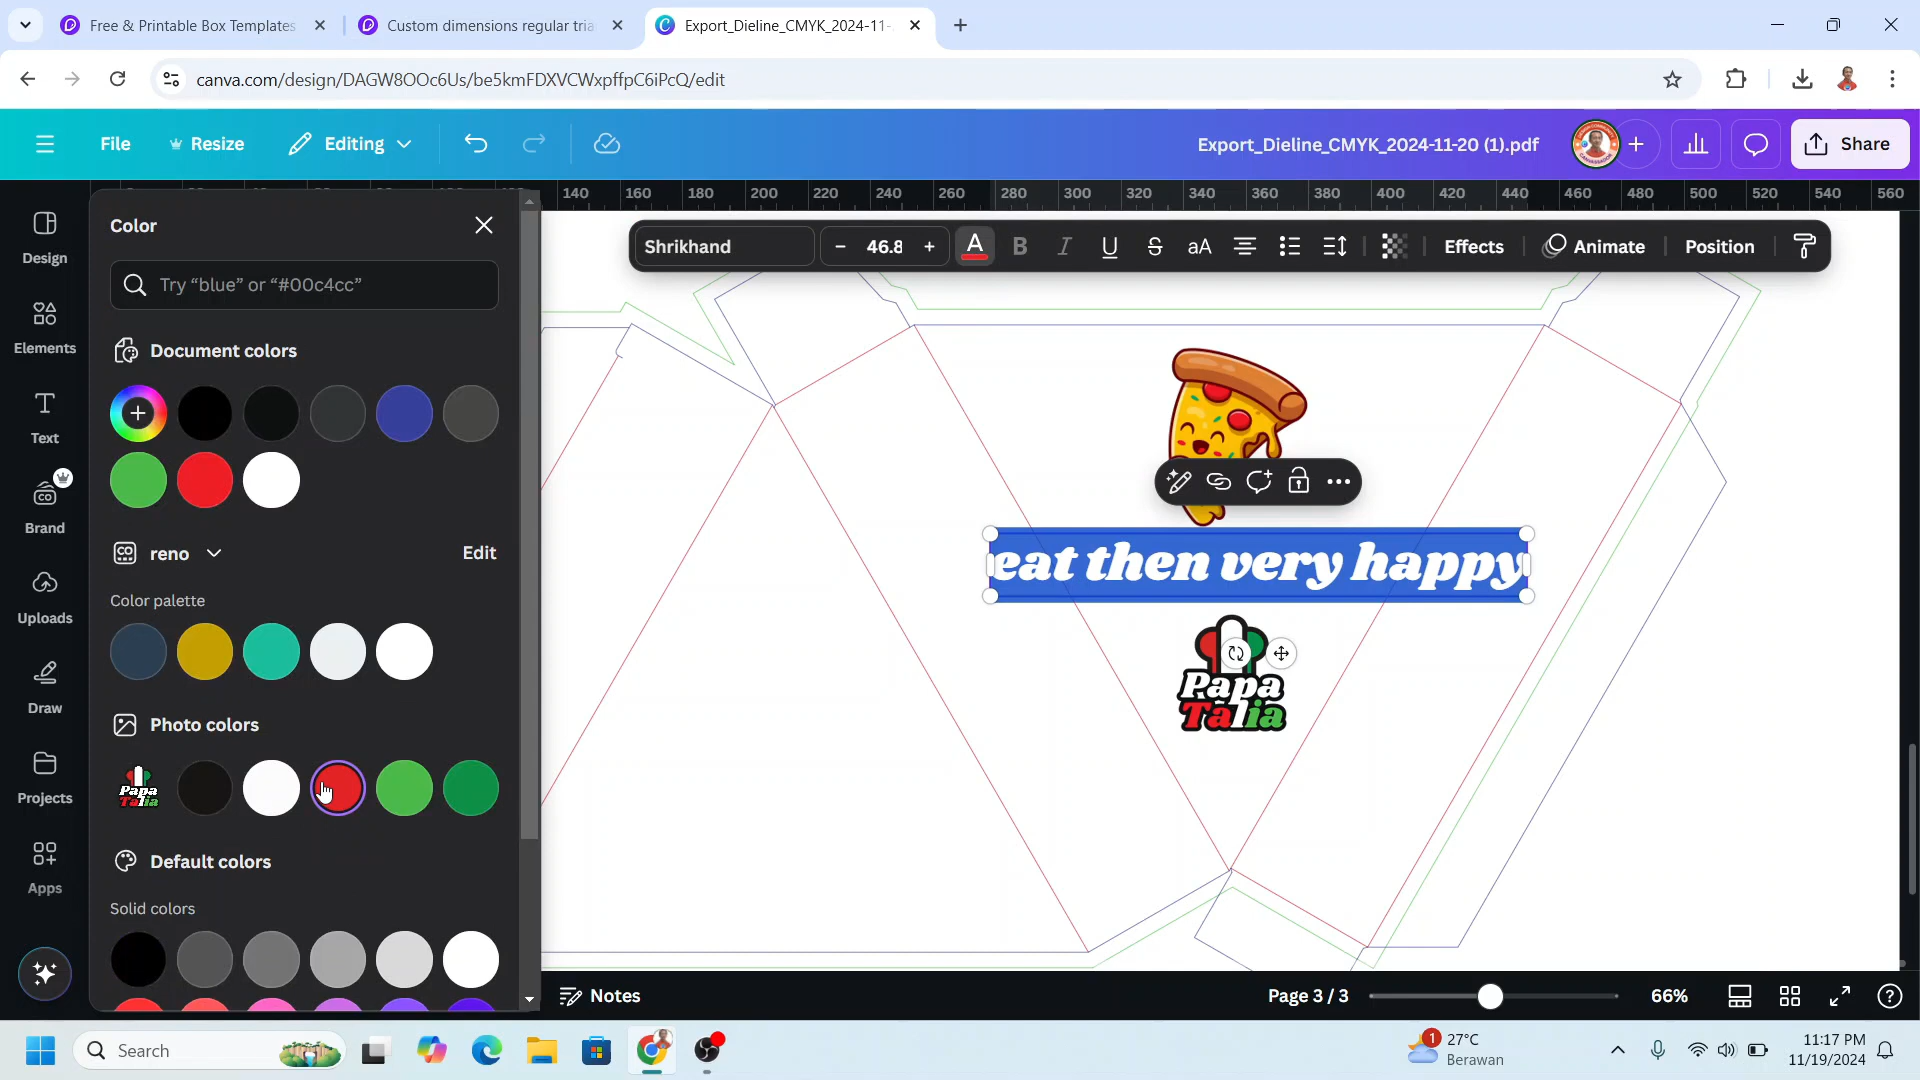 Free & Printable Box Templates
Custom dimensions regular tria
Export_Dieline_CMYK_2024-11-
canva.com/design/DAGW8OOc6Us/be5kmFDXVCWxpffpC6iPcQ/edit
File
Resize
Editing
Export_Dieline_CMYK_2024-11-20 (1).pdf
Share
140 160 180 200 220 240 260 280 300 320 340 360 380 400 420 440 460 480 500 520 540 560
Design
Elements
Text
Brand
Uploads
Draw
Projects
Apps
Color
Try “blue” or “#00c4cc”
Document colors
reno
Edit
Color palette
Photo colors
Papa
Talia
Default colors
Solid colors
Shrikhand
– 46.8 +
A B I U S aA
Effects
Animate
Position
eat then very happy
Papa
Talia
Notes
Page 3 / 3
66%
Search
1
27°C
Berawan
11:17 PM
11/19/2024